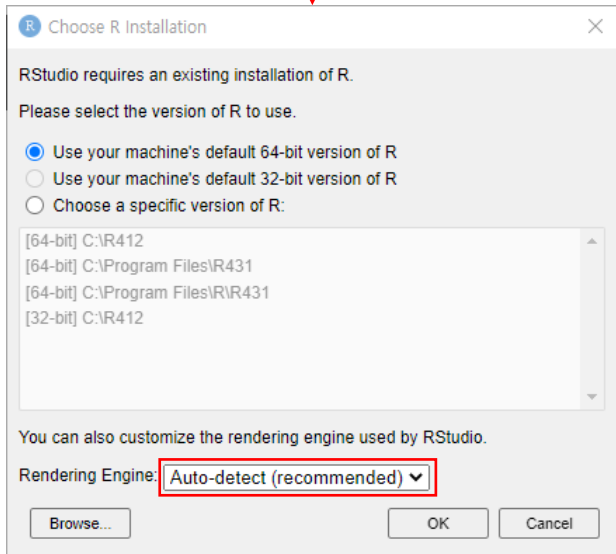 R Choose R Installation
RStudio requires an existing installation of R.
Please select the version of R to use.
Use your machine's default 64-bit version of R
Use your machine's default 32-bit version of R
Choose a specific version of R:
[64-bit] C:\R412
[64-bit] C:\Program Files\R431
[64-bit] C:\Program Files\R\R431
[32-bit] C:\R412
You can also customize the rendering engine used by RStudio.
Rendering Engine: Auto-detect (recommended)
Browse... OK Cancel